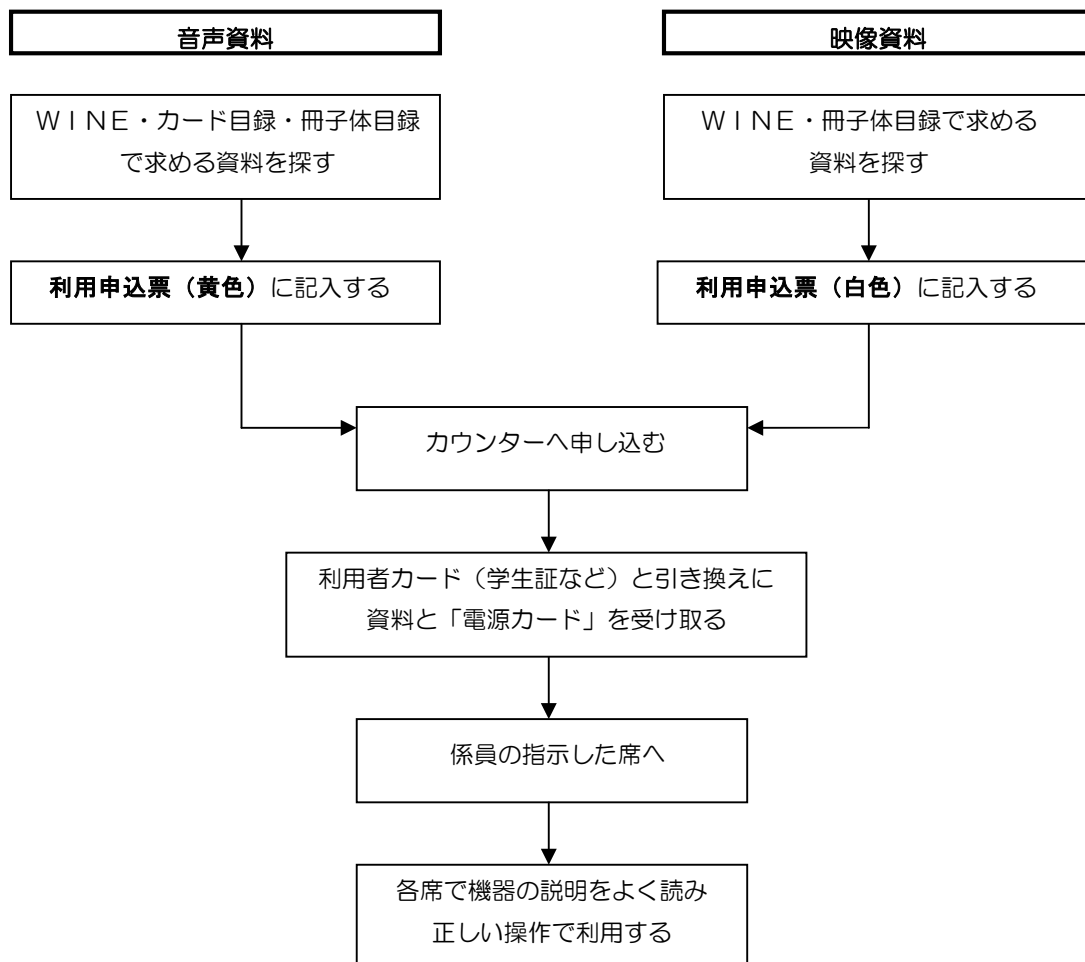 音声資料
映像資料
ＷＩＮＥ・カード目録・冊子体目録
で求める資料を探す
ＷＩＮＥ・冊子体目録で求める
資料を探す
利用申込票（黄色）に記入する
利用申込票（白色）に記入する
カウンターへ申し込む
利用者カード（学生証など）と引き換えに
資料と「電源カード」を受け取る
係員の指示した席へ
各席で機器の説明をよく読み
正しい操作で利用する